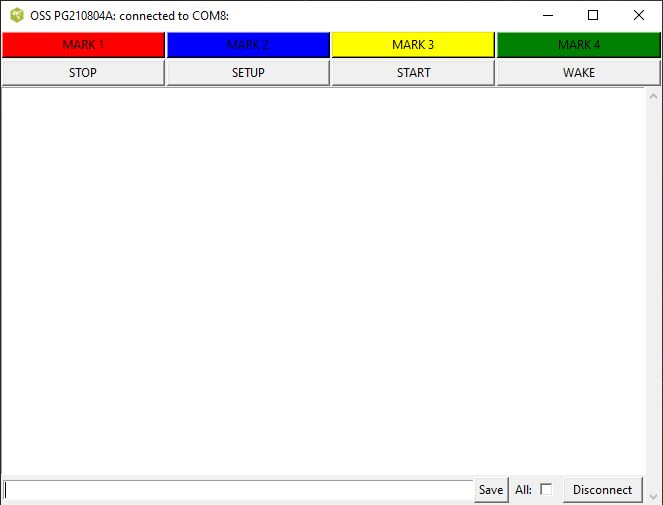 OSS PG210804A: connected to COM8:
MARK 1 MARK 2 MARK 3 MARK 4
STOP SETUP START WAKE
Save All: Disconnect